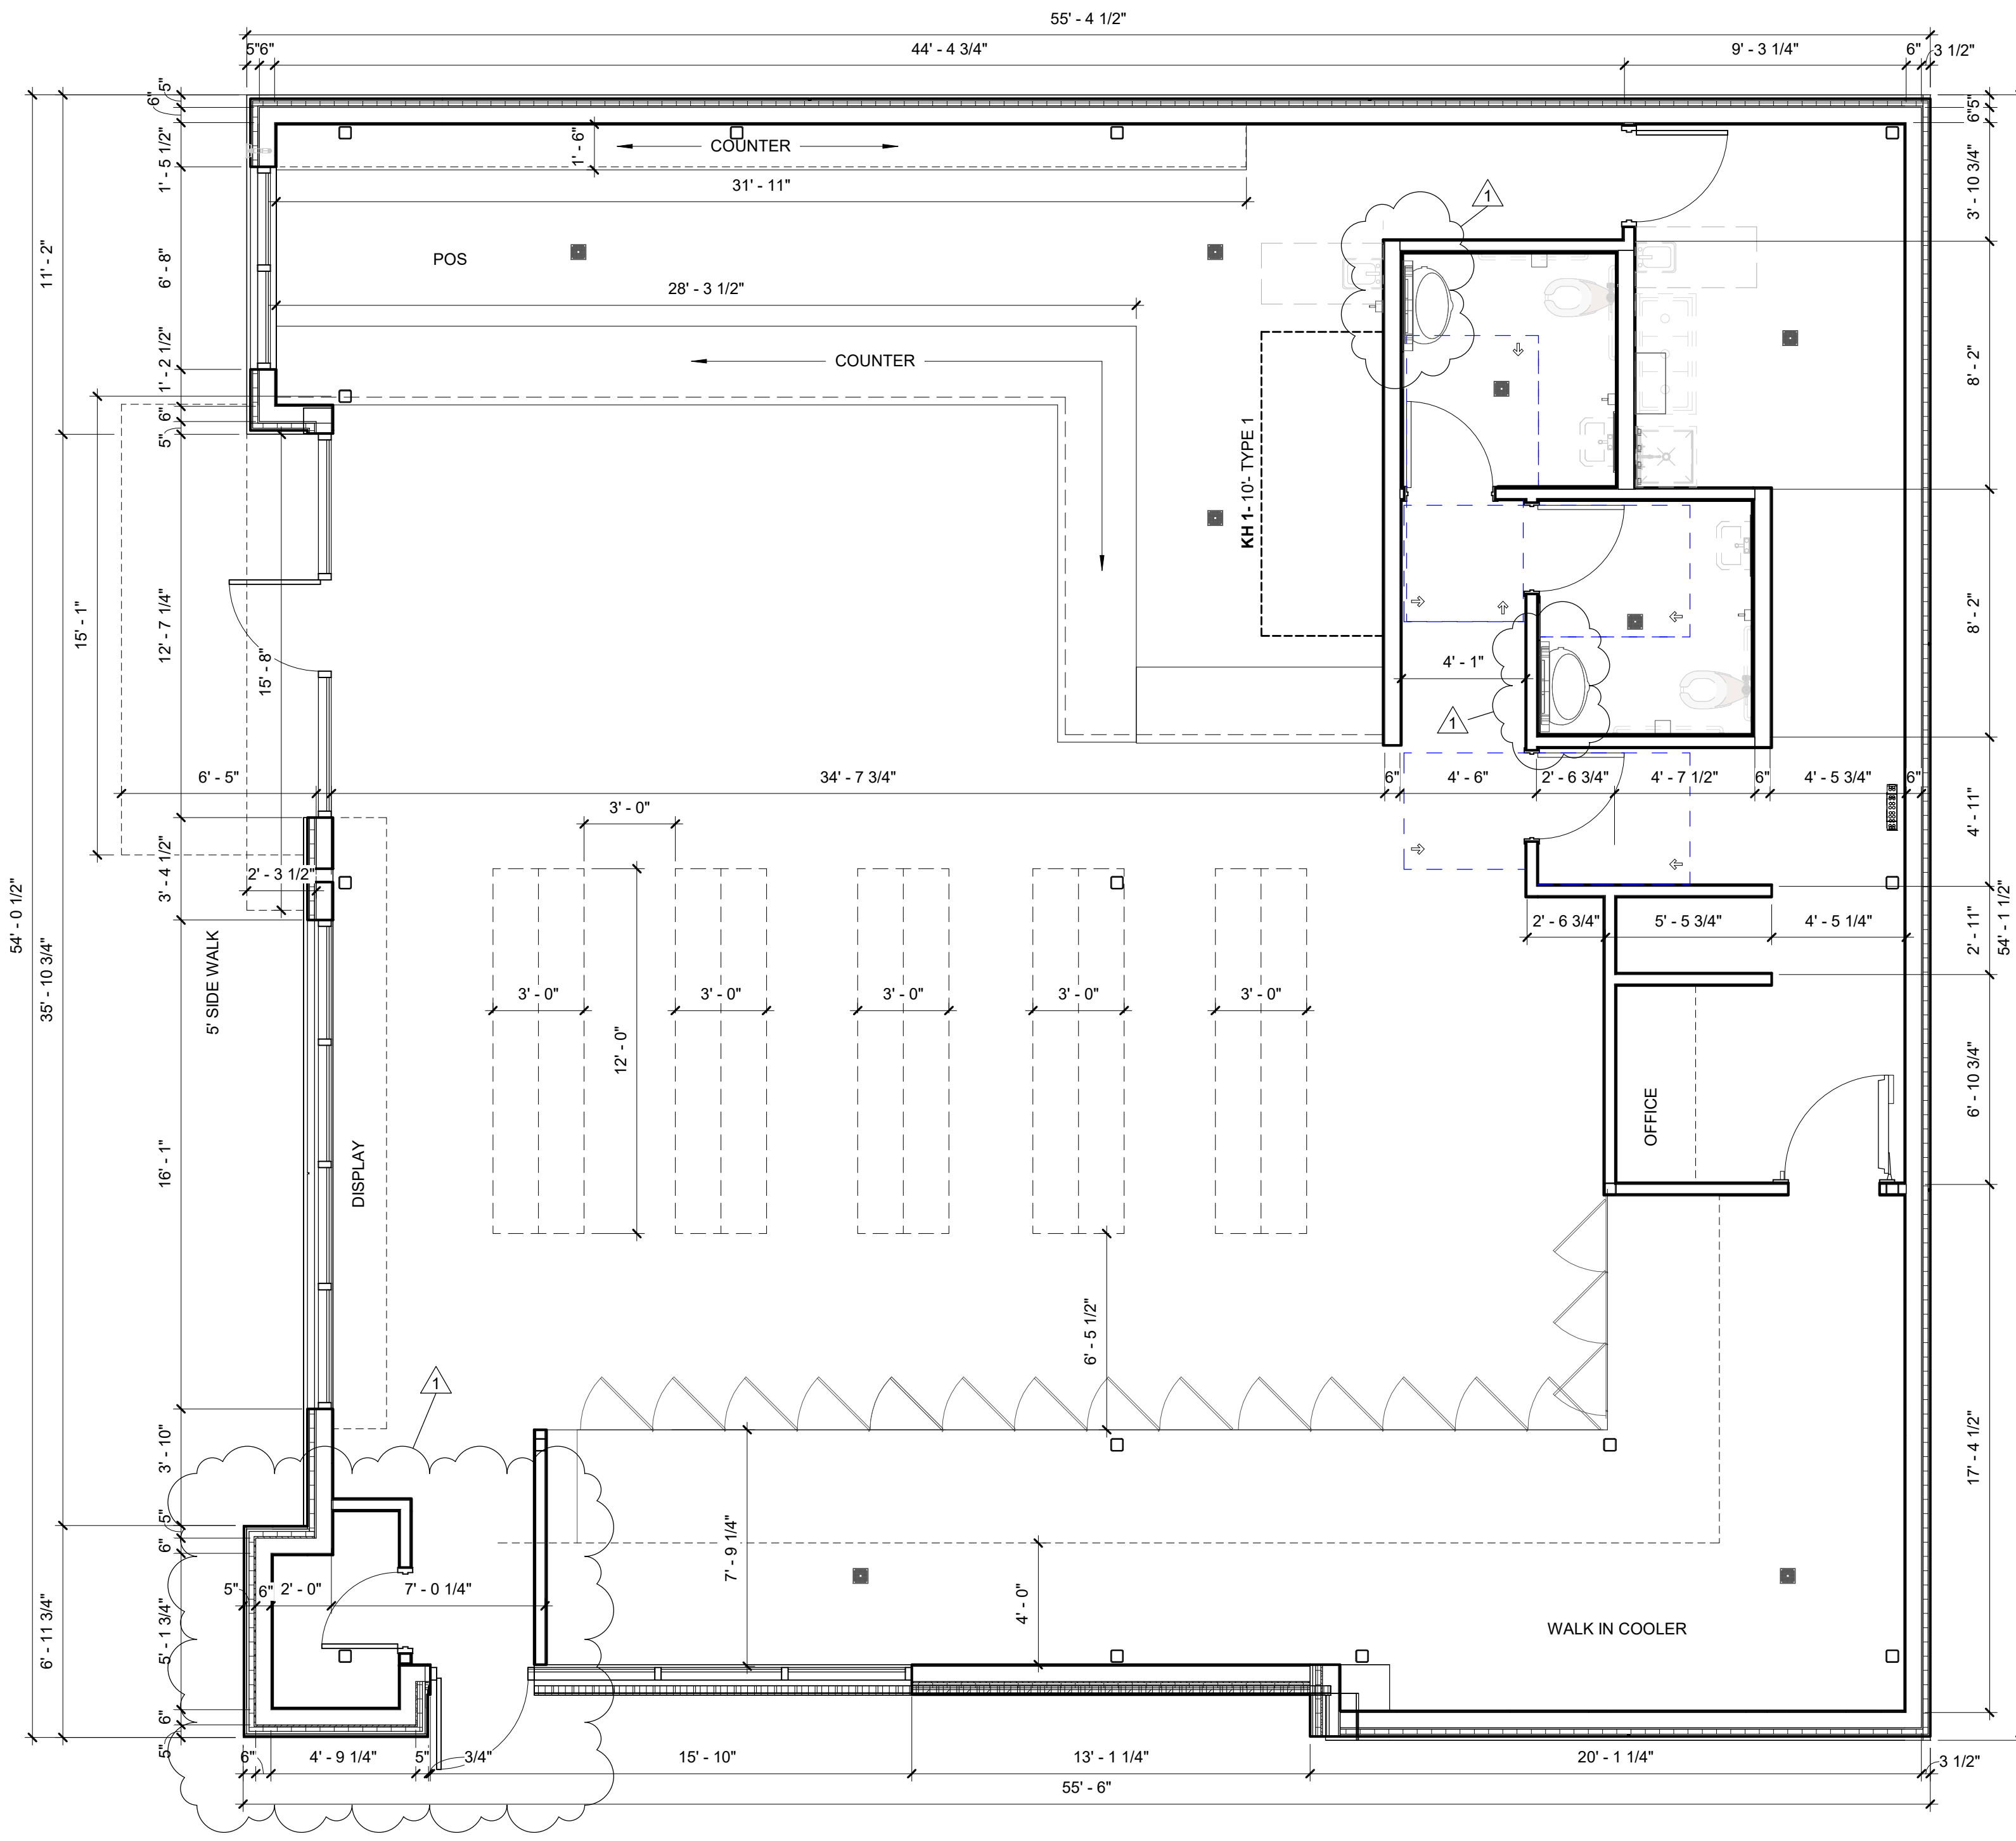 55' - 4 1/2"
5"
6"
44' - 4 3/4"
9' - 3 1/4"
6"
3 1/2"
5"
6"
1' - 5 1/2"
6' - 8"
1' - 2 1/2"
6"
5"
11' - 2"
1' - 6"
COUNTER
31' - 11"
POS
28' - 3 1/2"
COUNTER
KH 1- 10'- TYPE 1
1
5"
6"
3' - 10 3/4"
8' - 2"
8' - 2"
4' - 11"
2' - 11"
54' - 1 1/2"
6' - 10 3/4"
17' - 4 1/2"
15' - 1"
12' - 7 1/4"
15' - 8"
4' - 1"
1
6' - 5"
34' - 7 3/4"
6"
4' - 6"
2' - 6 3/4"
4' - 7 1/2"
6"
4' - 5 3/4"
6"
3' - 0"
3' - 4 1/2"
2' - 3 1/2"
54' - 0 1/2"
35' - 10 3/4"
5' SIDE WALK
2' - 6 3/4"
5' - 5 3/4"
4' - 5 1/4"
3' - 0"
3' - 0"
3' - 0"
3' - 0"
3' - 0"
12' - 0"
OFFICE
16' - 1"
DISPLAY
6' - 5 1/2"
1
3' - 10"
5"
6"
5' - 1 3/4"
6"
5"
6' - 11 3/4"
5"
6"
2' - 0"
7' - 0 1/4"
7' - 9 1/4"
4' - 0"
WALK IN COOLER
6"
4' - 9 1/4"
5"
3/4"
15' - 10"
13' - 1 1/4"
20' - 1 1/4"
3 1/2"
55' - 6"